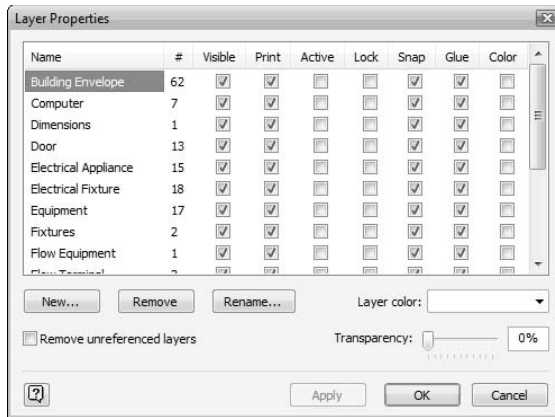 Layer Properties
Name # Visible Print Active Lock Snap Glue Color
Building Envelope 62
Computer 7
Dimensions 1
Door 13
Electrical Appliance 15
Electrical Fixture 18
Equipment 17
Fixtures 2
Flow Equipment 1
Flow Terminal
New... Remove Rename... Layer color:
Remove unreferenced layers Transparency: 0%
Apply OK Cancel